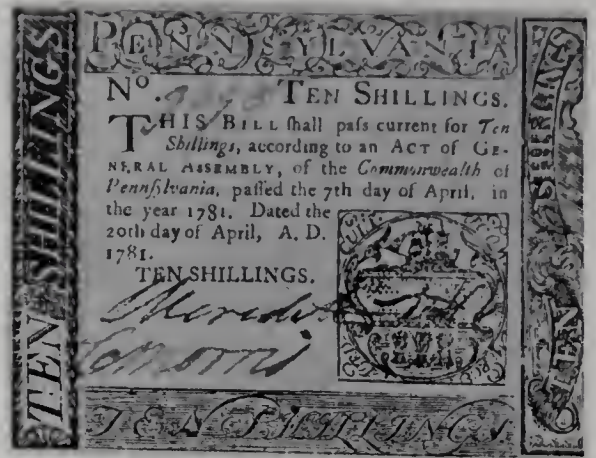 PENNSYLVANIA
TEN SHILLINGS
No. TEN SHILLINGS.
THIS BILL ſhall paſs current for Ten
Shillings, according to an ACT of GE-
NERAL ASSEMBLY, of the Commonwealth of
Pennſylvania, paſſed the 7th day of April, in
the year 1781. Dated the
20th day of April, A. D.
1781.
TEN SHILLINGS.
Meredith
Morris
TEN SHILLINGS
TEN SHILLINGS